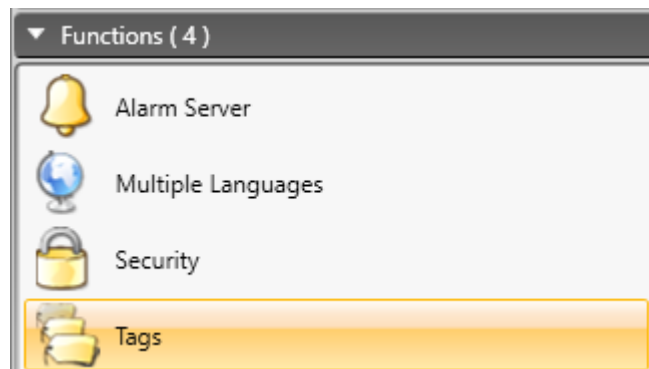 Functions ( 4 )
Alarm Server
Multiple Languages
Security
Tags